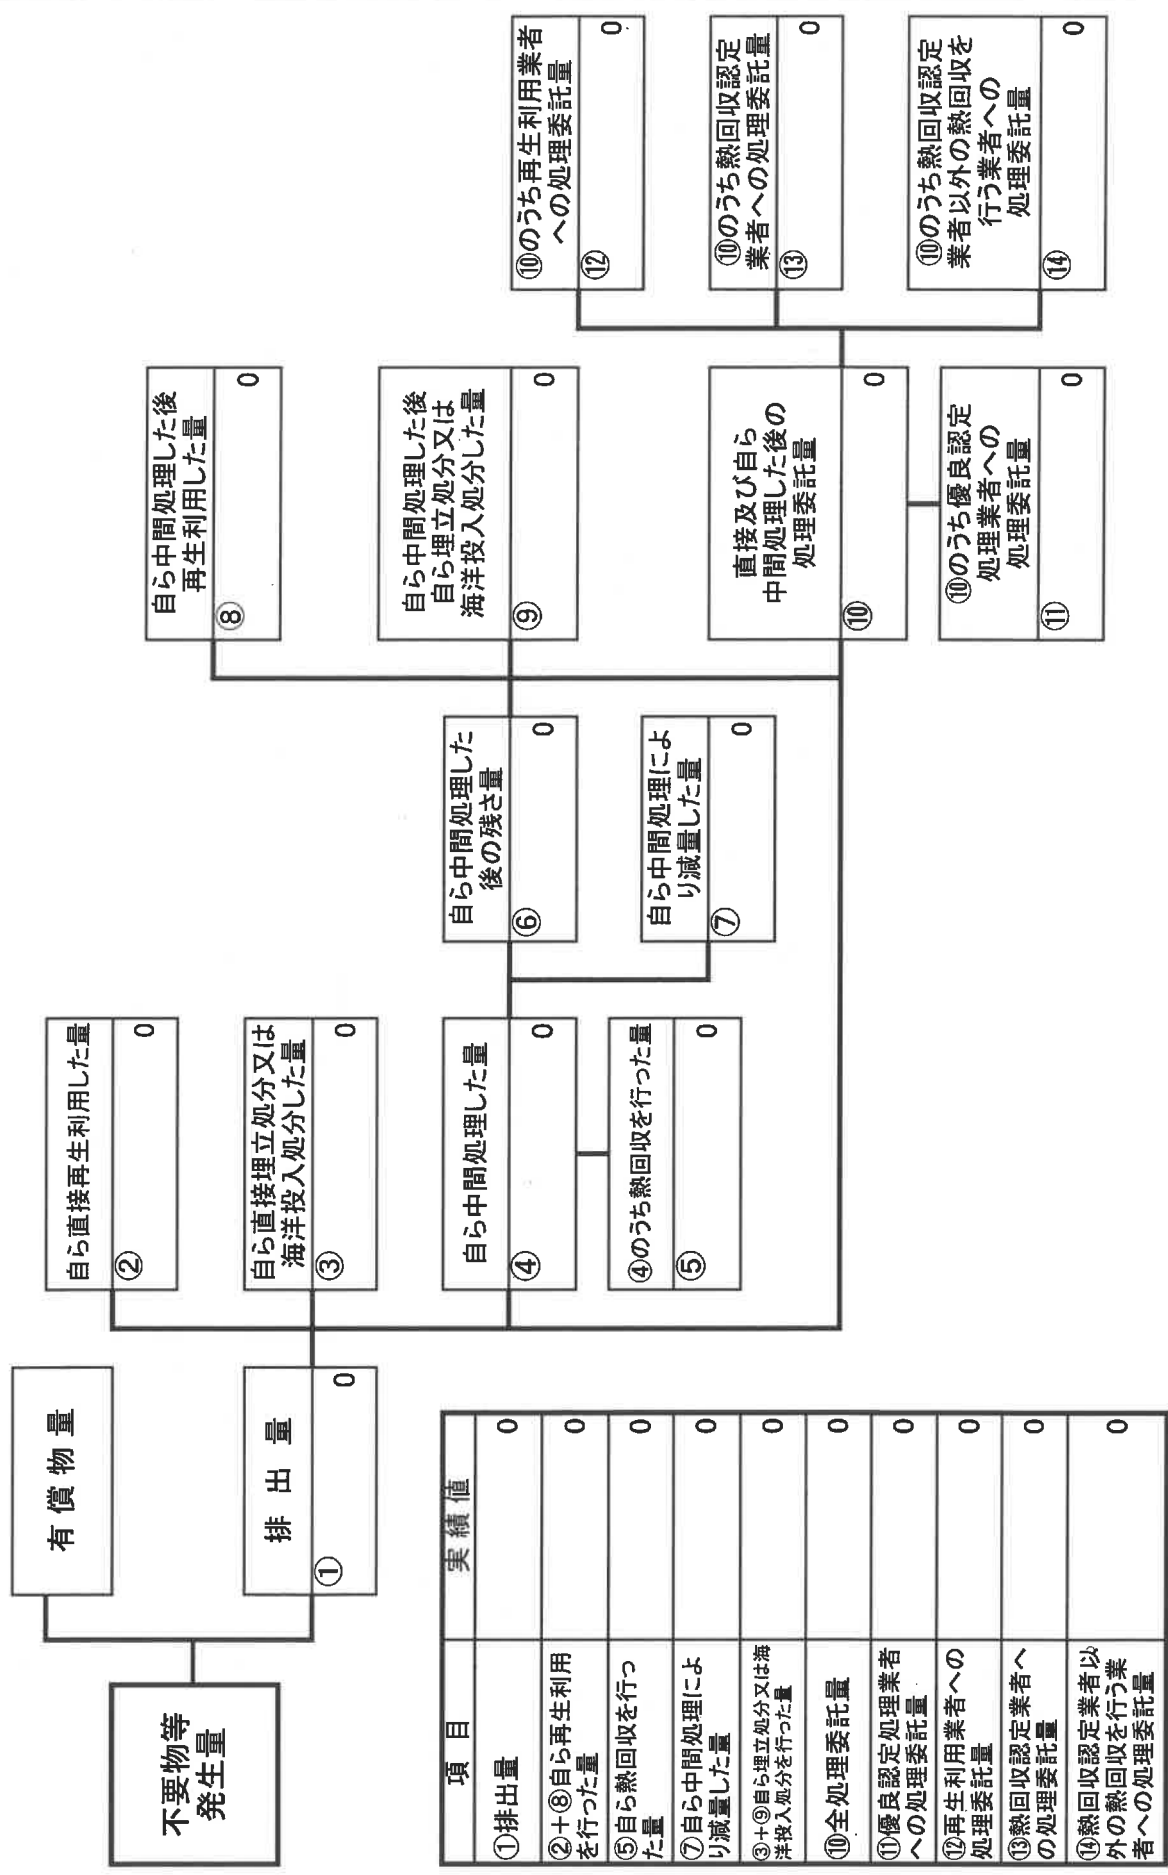 不要物等
発生量
有償物量
排出量
①
0
自ら直接再生利用した量
②
0
自ら直接埋立処分又は
海洋投入処分した量
③
0
自ら中間処理した量
④
0
④のうち熱回収を行った量
⑤
0
自ら中間処理した
後の残さ量
⑥
0
自ら中間処理によ
り減量した量
⑦
0
自ら中間処理した後
再生利用した量
⑧
0
自ら中間処理した後
自ら埋立処分又は
海洋投入処分した量
⑨
0
直接及び自ら
中間処理した後の
処理委託量
⑩
0
⑩のうち優良認定
処理業者への
処理委託量
⑪
0
⑩のうち再生利用業者
への処理委託量
⑫
0
⑩のうち熱回収認定
業者への処理委託量
⑬
0
⑩のうち熱回収認定
業者以外の熱回収を
行う業者への
処理委託量
⑭
0
項目 実績値
①排出量 0
②+⑧自ら再生利用
を行った量 0
⑤自ら熱回収を行っ
た量 0
⑦自ら中間処理によ
り減量した量 0
③+⑨自ら埋立処分又は海
洋投入処分を行った量 0
⑩全処理委託量 0
⑪優良認定処理業者
への処理委託量 0
⑫再生利用業者への
処理委託量 0
⑬熱回収認定業者へ
の処理委託量 0
⑭熱回収認定業者以
外の熱回収を行う業
者への処理委託量 0